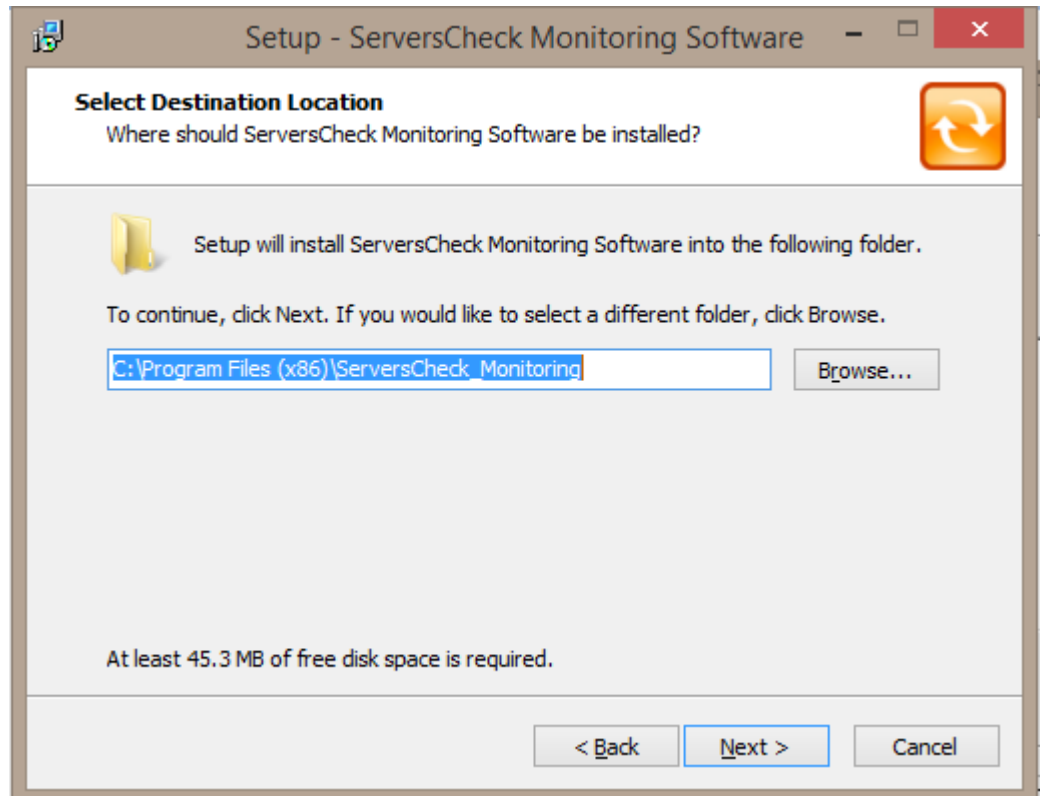 Setup - ServersCheck Monitoring Software
Select Destination Location
Where should ServersCheck Monitoring Software be installed?
Setup will install ServersCheck Monitoring Software into the following folder.
To continue, click Next. If you would like to select a different folder, click Browse.
C:\Program Files (x86)\ServersCheck_Monitoring
Browse...
At least 45.3 MB of free disk space is required.
< Back
Next >
Cancel